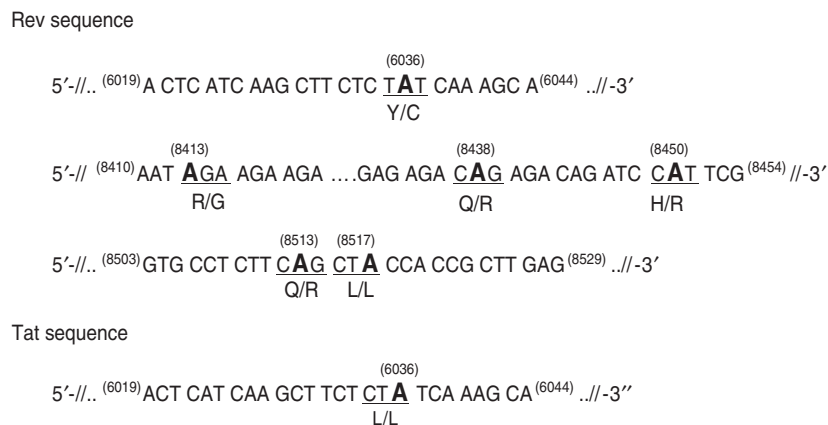 Rev sequence
(6036)
5′-//.. (6019)A CTC ATC AAG CTT CTC TAT CAA AGC A(6044) ..//-3′
Y/C
(8413) (8438) (8450)
5′-// (8410)AAT AGA AGA AGA ....GAG AGA CAG AGA CAG ATC CAT TCG(8454) //-3′
R/G Q/R H/R
(8513) (8517)
5′-//.. (8503)GTG CCT CTT CAG CTA CCA CCG CTT GAG(8529) ..//-3′
Q/R L/L
Tat sequence
(6036)
5′-//.. (6019)ACT CAT CAA GCT TCT CTA TCA AAG CA(6044) ..//-3′′
L/L